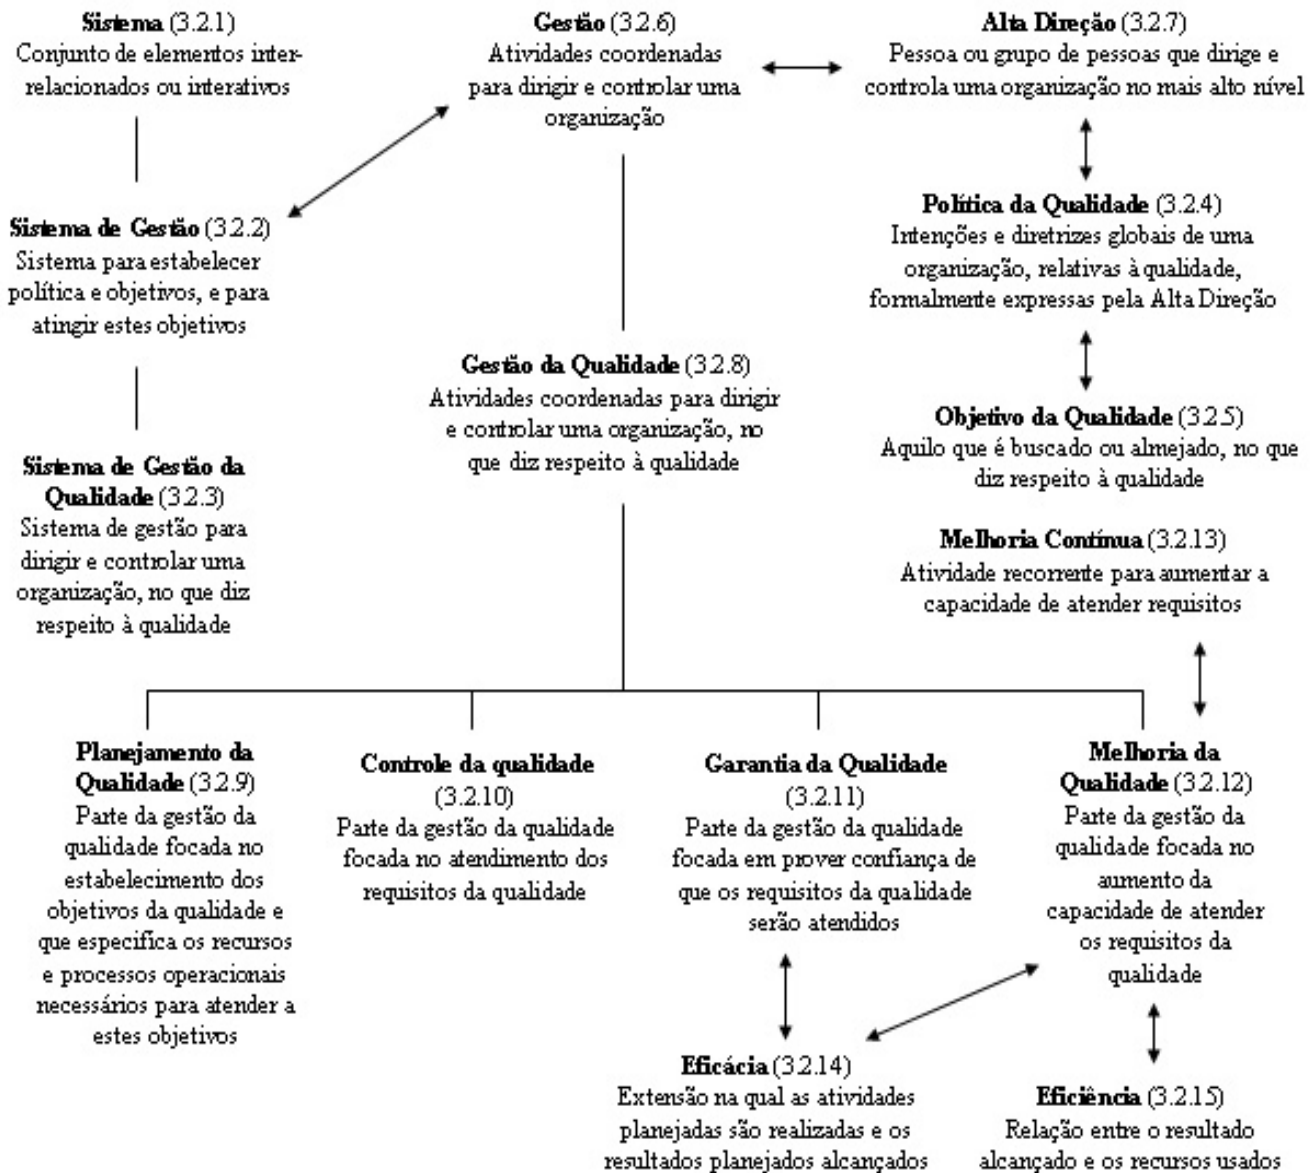 Sistema (3.2.1)
Conjunto de elementos inter-
relacionados ou interativos
Gestão (3.2.6)
Atividades coordenadas
para dirigir e controlar uma
organização
Alta Direção (3.2.7)
Pessoa ou grupo de pessoas que dirige e
controla uma organização no mais alto nível
Sistema de Gestão (3.2.2)
Sistema para estabelecer
política e objetivos, e para
atingir estes objetivos
Política da Qualidade (3.2.4)
Intenções e diretrizes globais de uma
organização, relativas à qualidade,
formalmente expressas pela Alta Direção
Gestão da Qualidade (3.2.8)
Atividades coordenadas para dirigir
e controlar uma organização, no
que diz respeito à qualidade
Objetivo da Qualidade (3.2.5)
Aquilo que é buscado ou almejado, no que
diz respeito à qualidade
Sistema de Gestão da
Qualidade (3.2.3)
Sistema de gestão para
dirigir e controlar uma
organização, no que diz
respeito à qualidade
Melhoria Contínua (3.2.13)
Atividade recorrente para aumentar a
capacidade de atender requisitos
Planejamento da
Qualidade (3.2.9)
Parte da gestão da
qualidade focada no
estabelecimento dos
objetivos da qualidade e
que especifica os recursos
e processos operacionais
necessários para atender a
estes objetivos
Controle da qualidade
(3.2.10)
Parte da gestão da qualidade
focada no atendimento dos
requisitos da qualidade
Garantia da Qualidade
(3.2.11)
Parte da gestão da qualidade
focada em prover confiança de
que os requisitos da qualidade
serão atendidos
Melhoria da
Qualidade (3.2.12)
Parte da gestão da
qualidade focada no
aumento da
capacidade de atender
os requisitos da
qualidade
Eficácia (3.2.14)
Extensão na qual as atividades
planejadas são realizadas e os
resultados planejados alcançados
Eficiência (3.2.15)
Relação entre o resultado
alcançado e os recursos usados